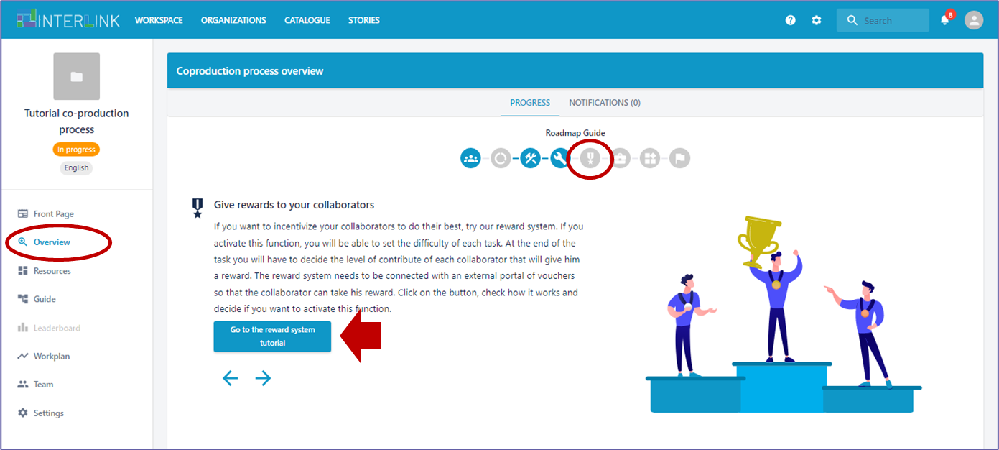 INTERLINK WORKSPACE ORGANIZATIONS CATALOGUE STORIES Search 8
Tutorial co-production
process
In progress
English
Front Page
Overview
Resources
Guide
Leaderboard
Workplan
Team
Settings
Coproduction process overview
PROGRESS NOTIFICATIONS (0)
Roadmap Guide
Give rewards to your collaborators
If you want to incentivize your collaborators to do their best, try our reward system. If you
activate this function, you will be able to set the difficulty of each task. At the end of the
task you will have to decide the level of contribute of each collaborator that will give him
a reward. The reward system needs to be connected with an external portal of vouchers
so that the collaborator can take his reward. Click on the button, check how it works and
decide if you want to activate this function.
Go to the reward system
tutorial